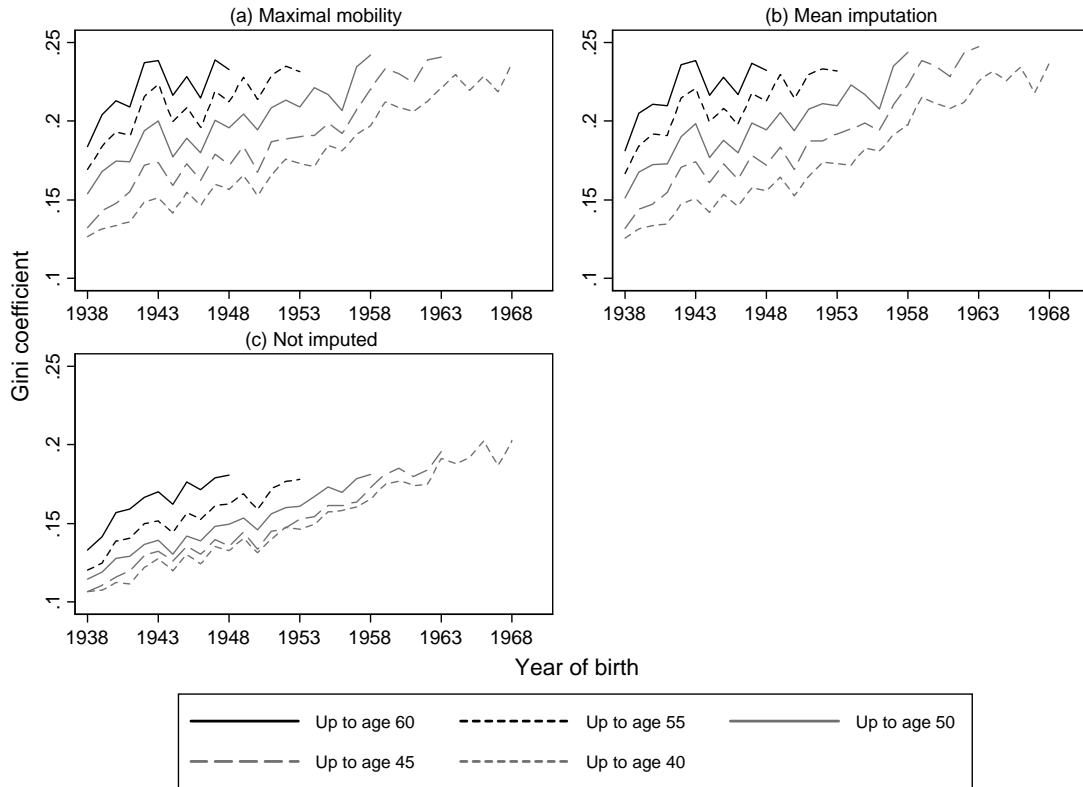 (a) Maximal mobility
(b) Mean imputation
.25
.2
.15
.1
1938 1943 1948 1953 1958 1963 1968
.25
.2
.15
.1
1938 1943 1948 1953 1958 1963 1968
(c) Not imputed
.25
.2
.15
.1
1938 1943 1948 1953 1958 1963 1968
Gini coefficient
Year of birth
Up to age 60 Up to age 55 Up to age 50
Up to age 45 Up to age 40